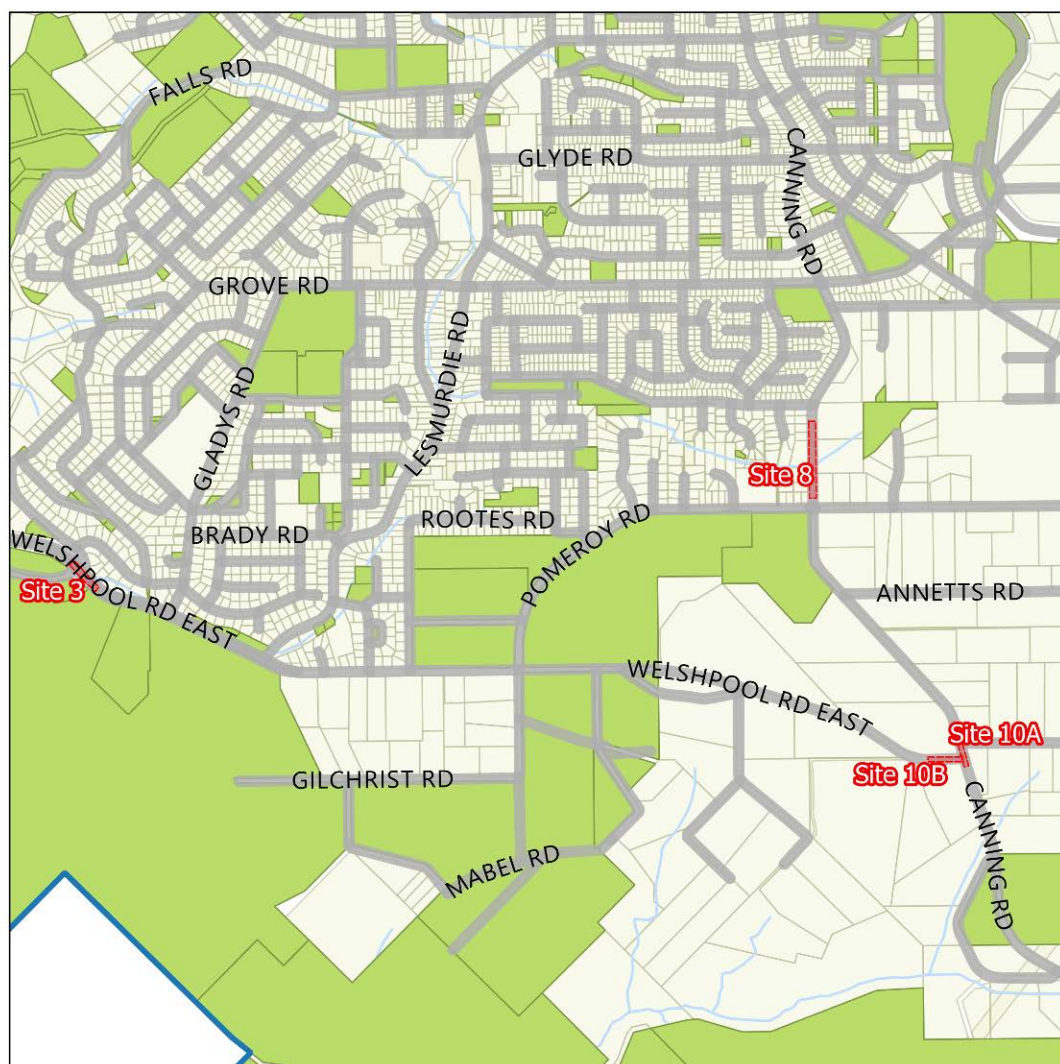 FALLS RD
GLYDE RD
CANNING RD
GROVE RD
LESMURDIE RD
GLADYS RD
Site 8
ROOTES RD
BRADY RD
POMEROY RD
WELSHPOOL RD EAST
Site 3
ANNETTS RD
WELSHPOOL RD EAST
Site 10A
Site 10B
GILCHRIST RD
CANNING RD
MABEL RD